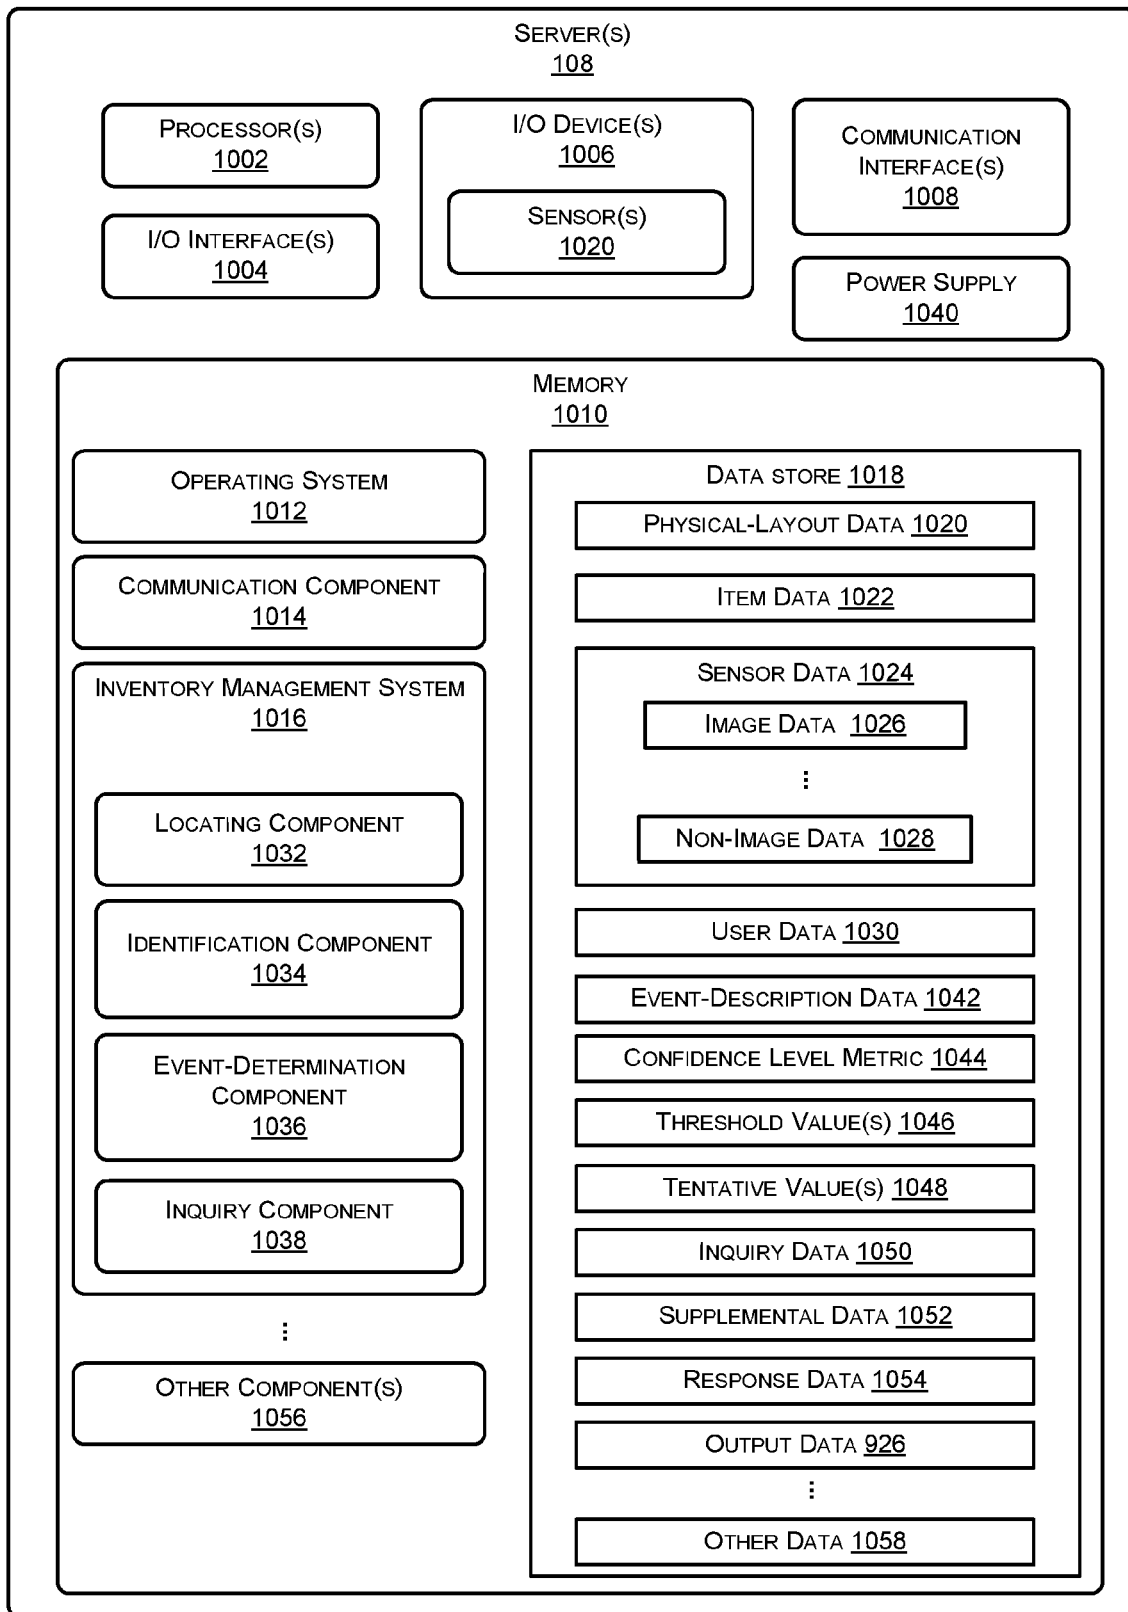 SERVER(S)
108
PROCESSOR(S)
1002
I/O INTERFACE(S)
1004
I/O DEVICE(S)
1006
SENSOR(S)
1020
COMMUNICATION
INTERFACE(S)
1008
POWER SUPPLY
1040
MEMORY
1010
OPERATING SYSTEM
1012
COMMUNICATION COMPONENT
1014
INVENTORY MANAGEMENT SYSTEM
1016
LOCATING COMPONENT
1032
IDENTIFICATION COMPONENT
1034
EVENT-DETERMINATION
COMPONENT
1036
INQUIRY COMPONENT
1038
OTHER COMPONENT(S)
1056
DATA STORE 1018
PHYSICAL-LAYOUT DATA 1020
ITEM DATA 1022
SENSOR DATA 1024
IMAGE DATA 1026
NON-IMAGE DATA 1028
USER DATA 1030
EVENT-DESCRIPTION DATA 1042
CONFIDENCE LEVEL METRIC 1044
THRESHOLD VALUE(S) 1046
TENTATIVE VALUE(S) 1048
INQUIRY DATA 1050
SUPPLEMENTAL DATA 1052
RESPONSE DATA 1054
OUTPUT DATA 926
OTHER DATA 1058